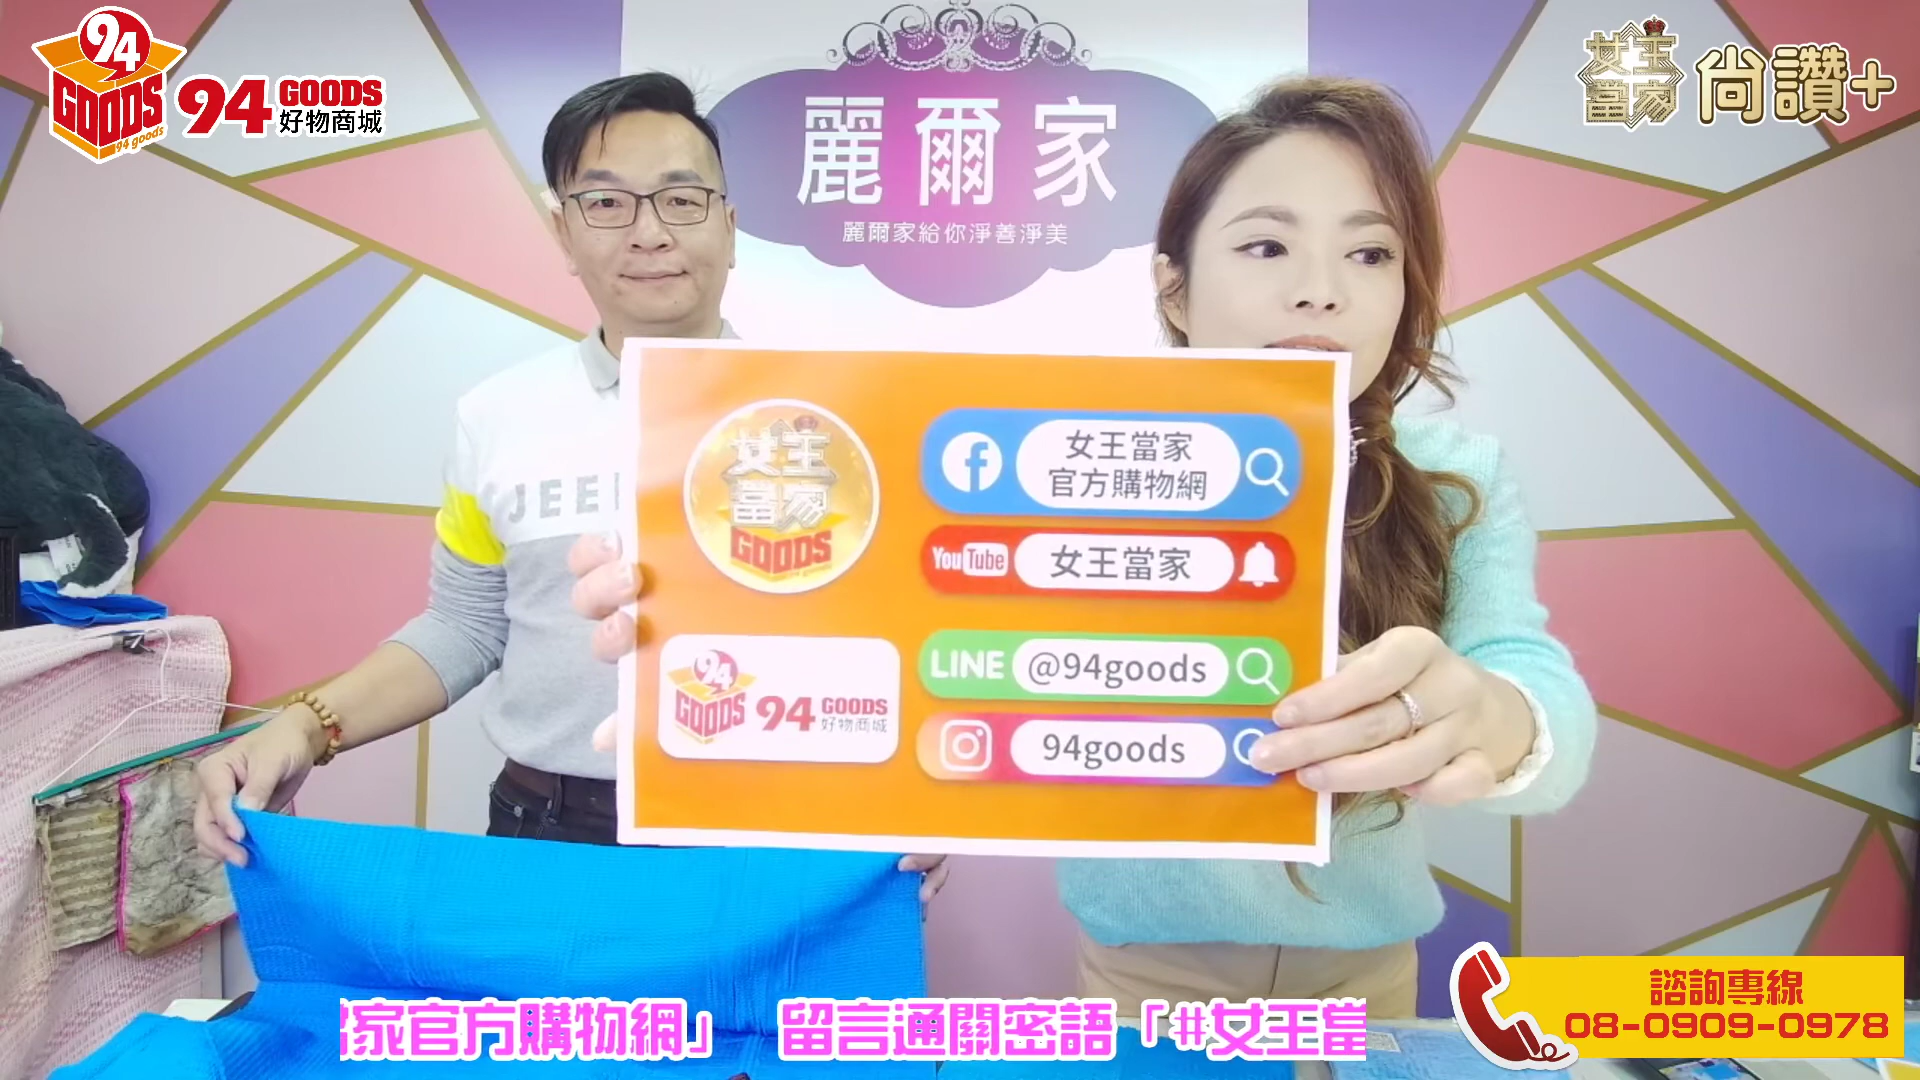 94
GOODS
94 goods
94 GOODS
好物商城
女王
當家
尚讚+
麗爾家
麗爾家給你淨善淨美
JEE
女王
當家
GOODS
女王當家
官方購物網
YouTube 女王當家
94
GOODS
94 GOODS
好物商城
LINE @94goods
94goods
家官方購物網」 留言通關密語「#女王當
諮詢專線
08-0909-0978